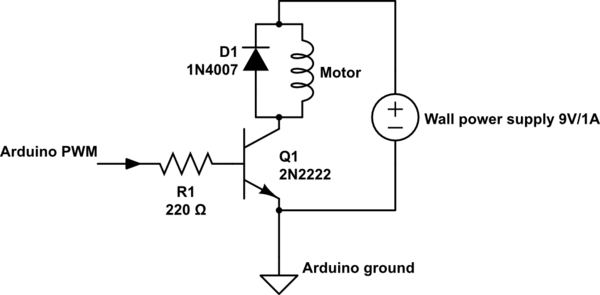 D1
1N4007
Motor
Wall power supply 9V/1A
Arduino PWM
R1
220 Ω
Q1
2N2222
Arduino ground